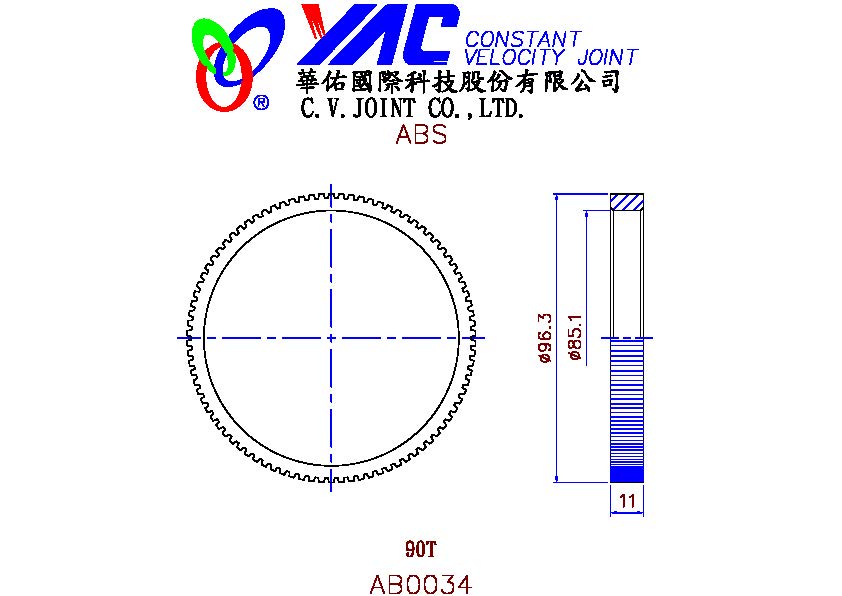 YAC CONSTANT
VELOCITY JOINT
®
華佑國際科技股份有限公司
C.V.JOINT CO.,LTD.
ABS
ø96.3
ø85.1
11
90T
AB0034